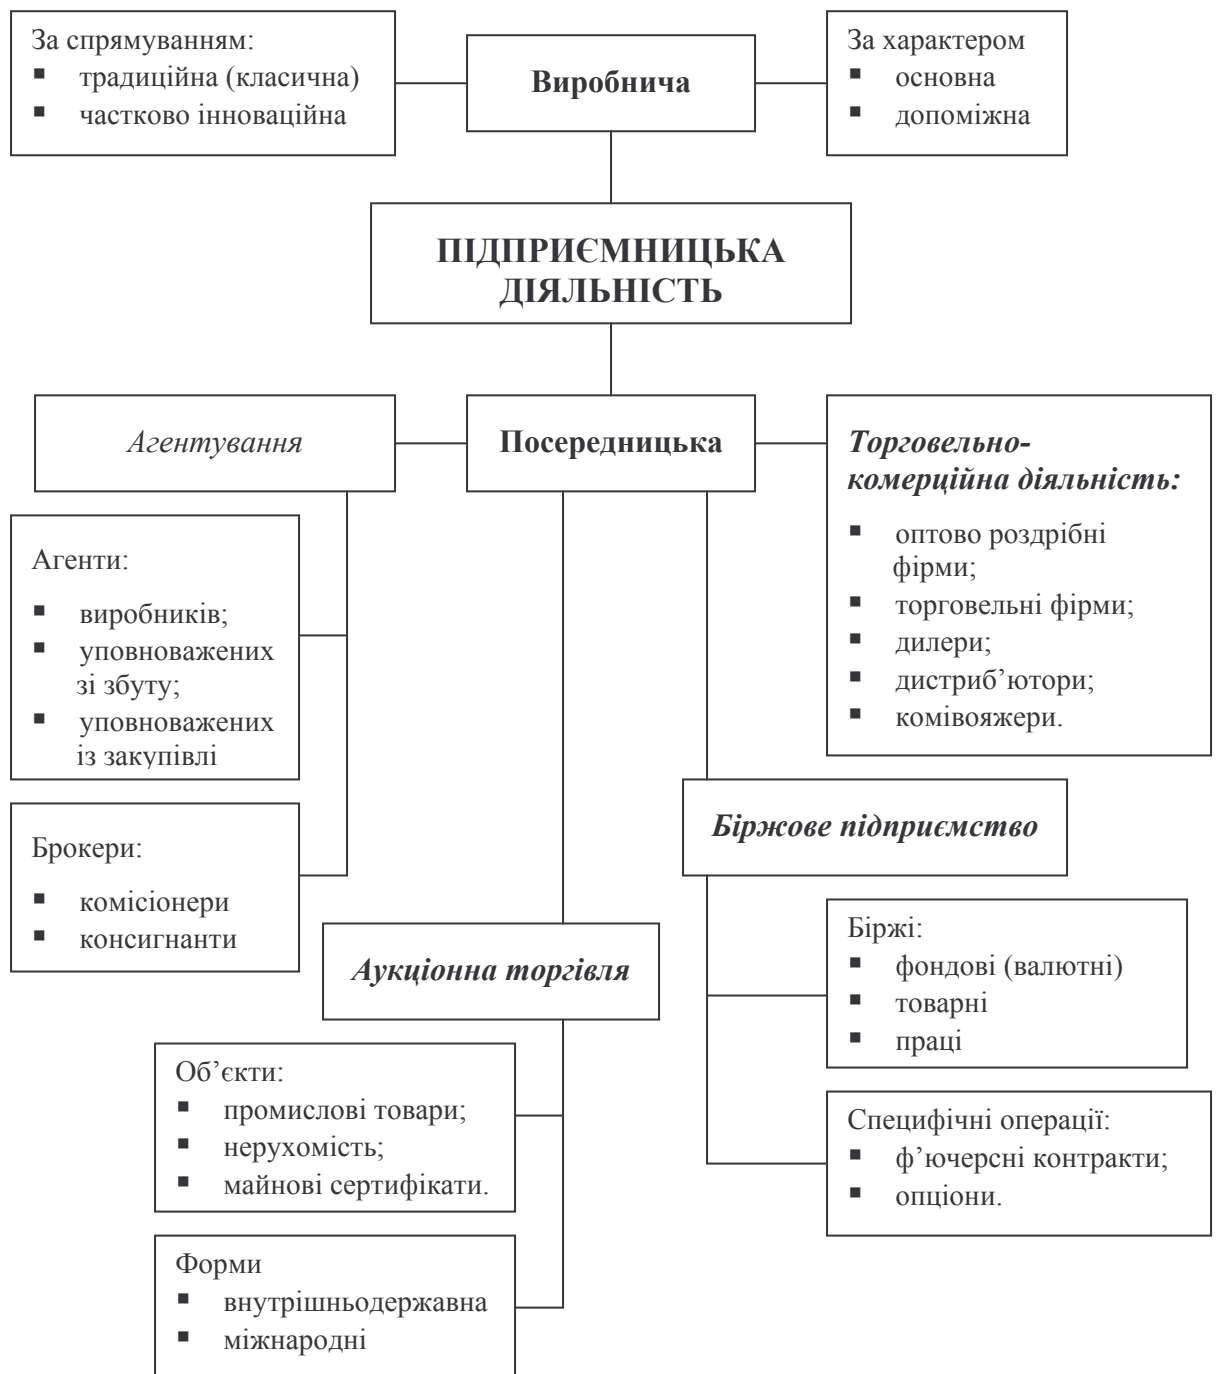 За спрямуванням:
▪ традиційна (класична)
▪ частково інноваційна
Виробнича
За характером
▪ основна
▪ допоміжна
ПІДПРИЄМНИЦЬКА
ДІЯЛЬНІСТЬ
Агентування
Посередницька
Торговельно-
комерційна діяльність:
▪ оптово роздрібні
фірми;
▪ торговельні фірми;
▪ дилери;
▪ дистриб’ютори;
▪ комівояжери.
Агенти:
▪ виробників;
▪ уповноважених
зі збуту;
▪ уповноважених
із закупівлі
Брокери:
▪ комісіонери
▪ консигнанти
Біржове підприємство
Аукціонна торгівля
Біржі:
▪ фондові (валютні)
▪ товарні
▪ праці
Об’єкти:
▪ промислові товари;
▪ нерухомість;
▪ майнові сертифікати.
Специфічні операції:
▪ ф’ючерсні контракти;
▪ опціони.
Форми
▪ внутрішньодержавна
▪ міжнародні